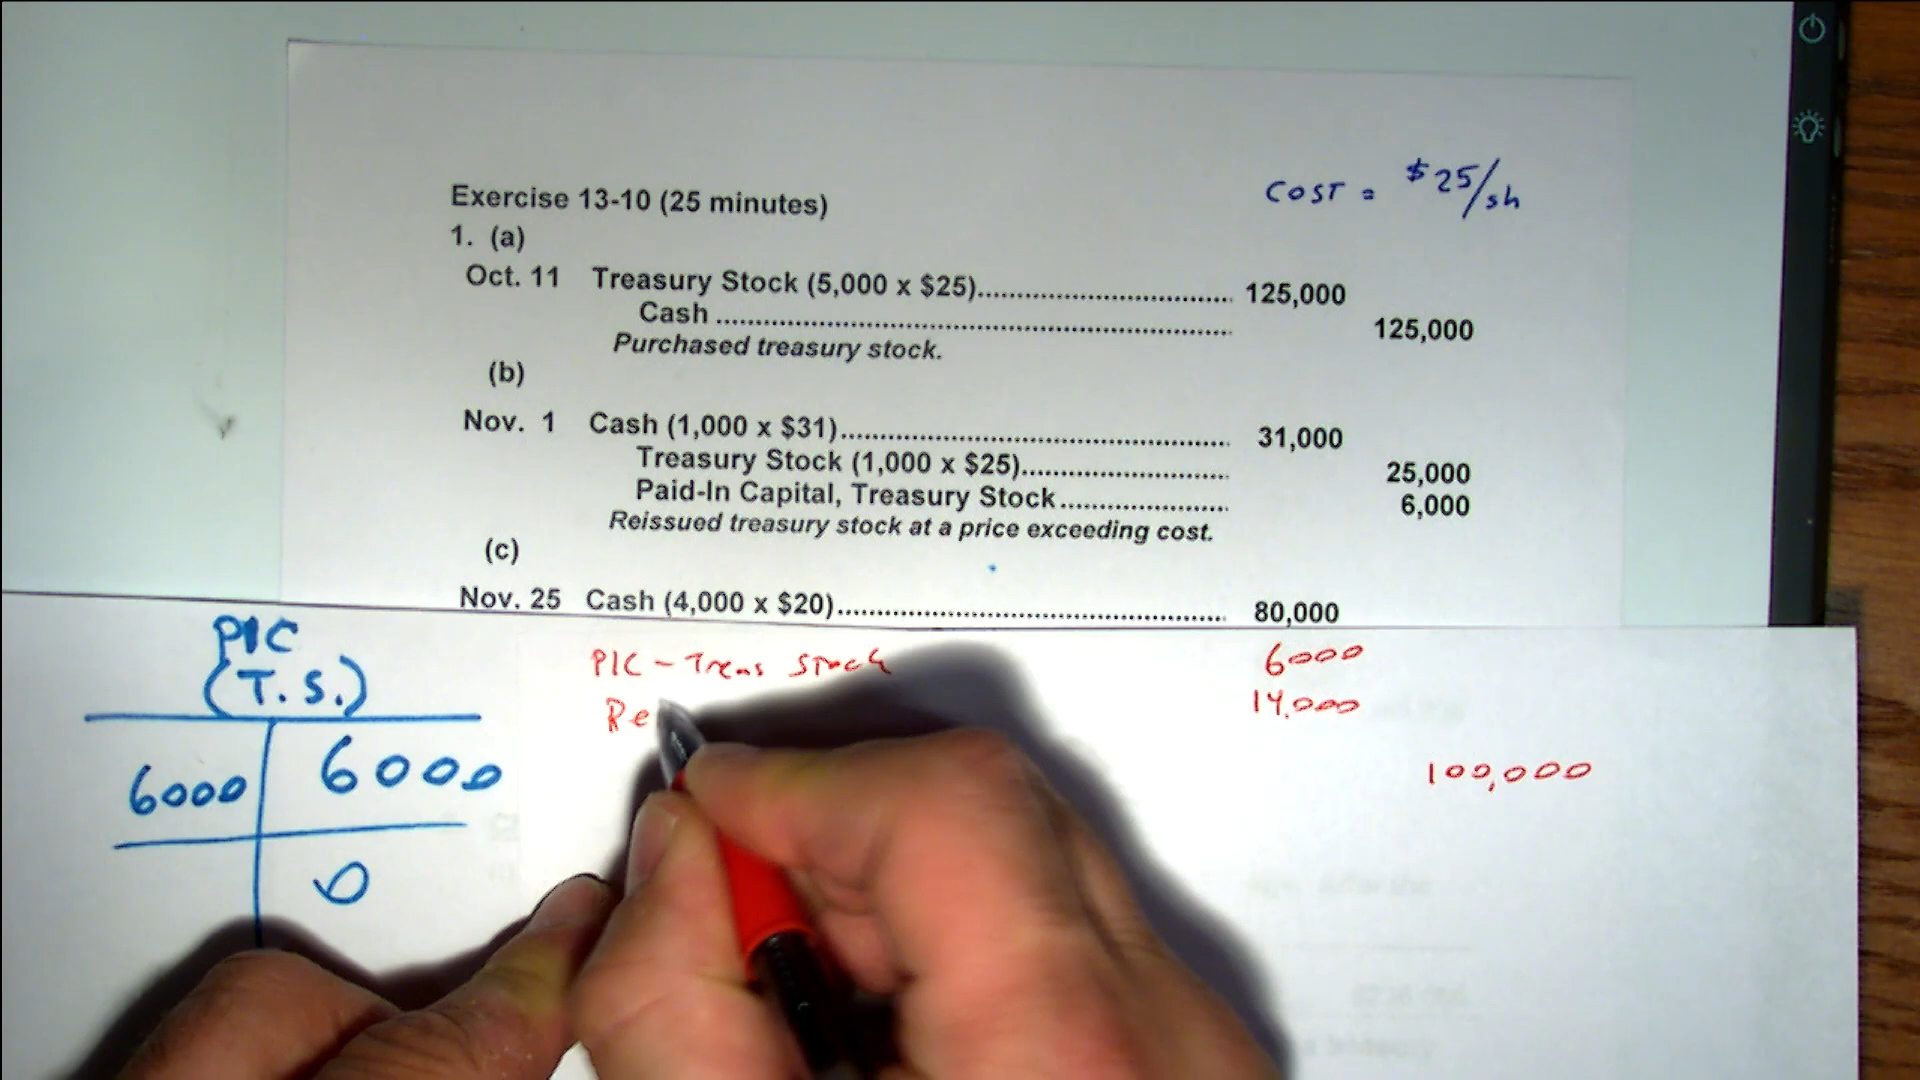 COST = $25/sh
Exercise 13-10 (25 minutes)
1. (a)
Oct. 11 Treasury Stock (5,000 x $25).......................................... 125,000
Cash .......................................................................... 125,000
Purchased treasury stock.
(b)
Nov. 1 Cash (1,000 x $31)............................................................ 31,000
Treasury Stock (1,000 x $25)................................. 25,000
Paid-In Capital, Treasury Stock........................... 6,000
Reissued treasury stock at a price exceeding cost.
(c)
Nov. 25 Cash (4,000 x $20)............................................................ 80,000
PIC - Treas Stock 6000
Re 14,000
100,000
PIC
(T.S.)
6000 6000
0